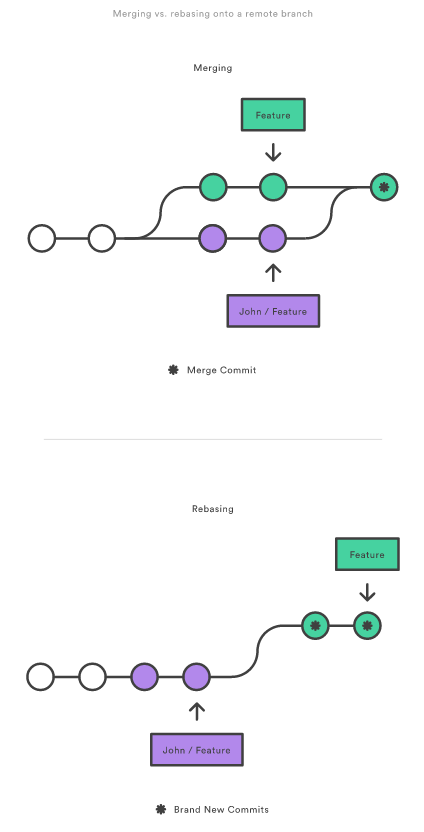 Merging vs. rebasing onto a remote branch
Merging
Feature
John / Feature
Merge Commit
Rebasing
Feature
John / Feature
Brand New Commits